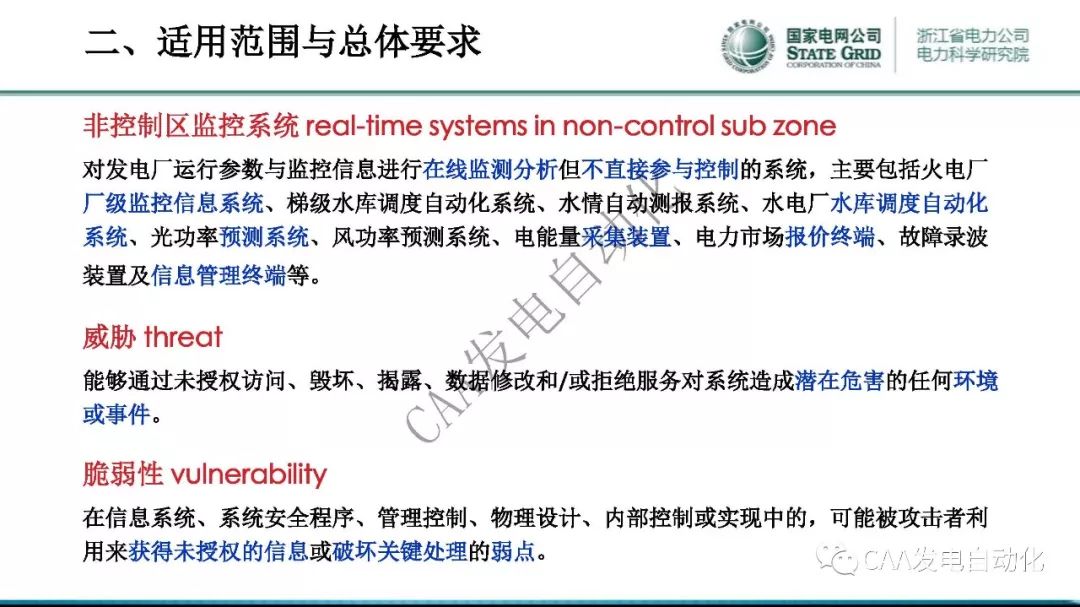 二、适用范围与总体要求
国家电网公司
STATE GRID
CORPORATION OF CHINA
浙江省电力公司
电力科学研究院
非控制区监控系统 real-time systems in non-control sub zone
对发电厂运行参数与监控信息进行在线监测分析但不直接参与控制的系统，主要包括火电厂
厂级监控信息系统、梯级水库调度自动化系统、水情自动测报系统、水电厂水库调度自动化
系统、光功率预测系统、风功率预测系统、电能量采集装置、电力市场报价终端、故障录波
装置及信息管理终端等。
威胁 threat
能够通过未授权访问、毁坏、揭露、数据修改和/或拒绝服务对系统造成潜在危害的任何环境
或事件。
脆弱性 vulnerability
在信息系统、系统安全程序、管理控制、物理设计、内部控制或实现中的，可能被攻击者利
用来获得未授权的信息或破坏关键处理的弱点。
CAA发电自动化
CAA发电自动化